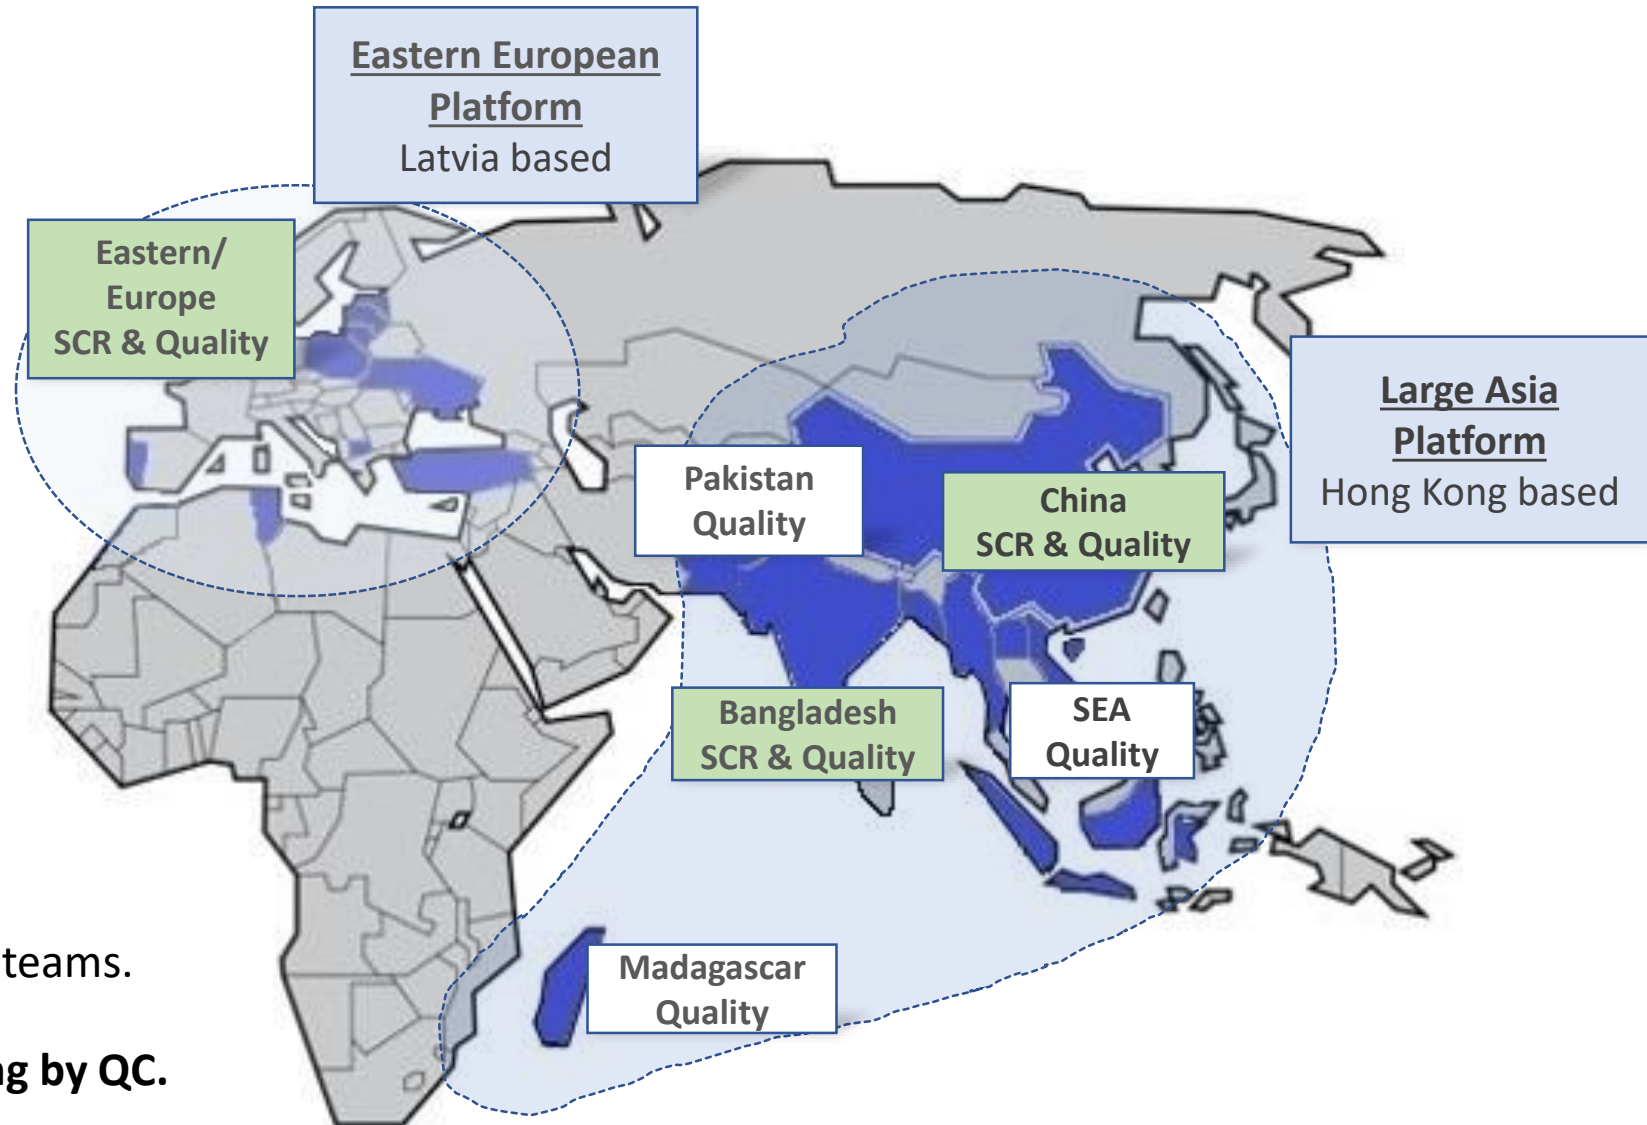 Eastern European
Platform
Latvia based
Eastern/
Europe
SCR & Quality
Large Asia
Platform
Hong Kong based
Pakistan
Quality
China
SCR & Quality
Bangladesh
SCR & Quality
SEA
Quality
Madagascar
Quality
teams.
by QC.